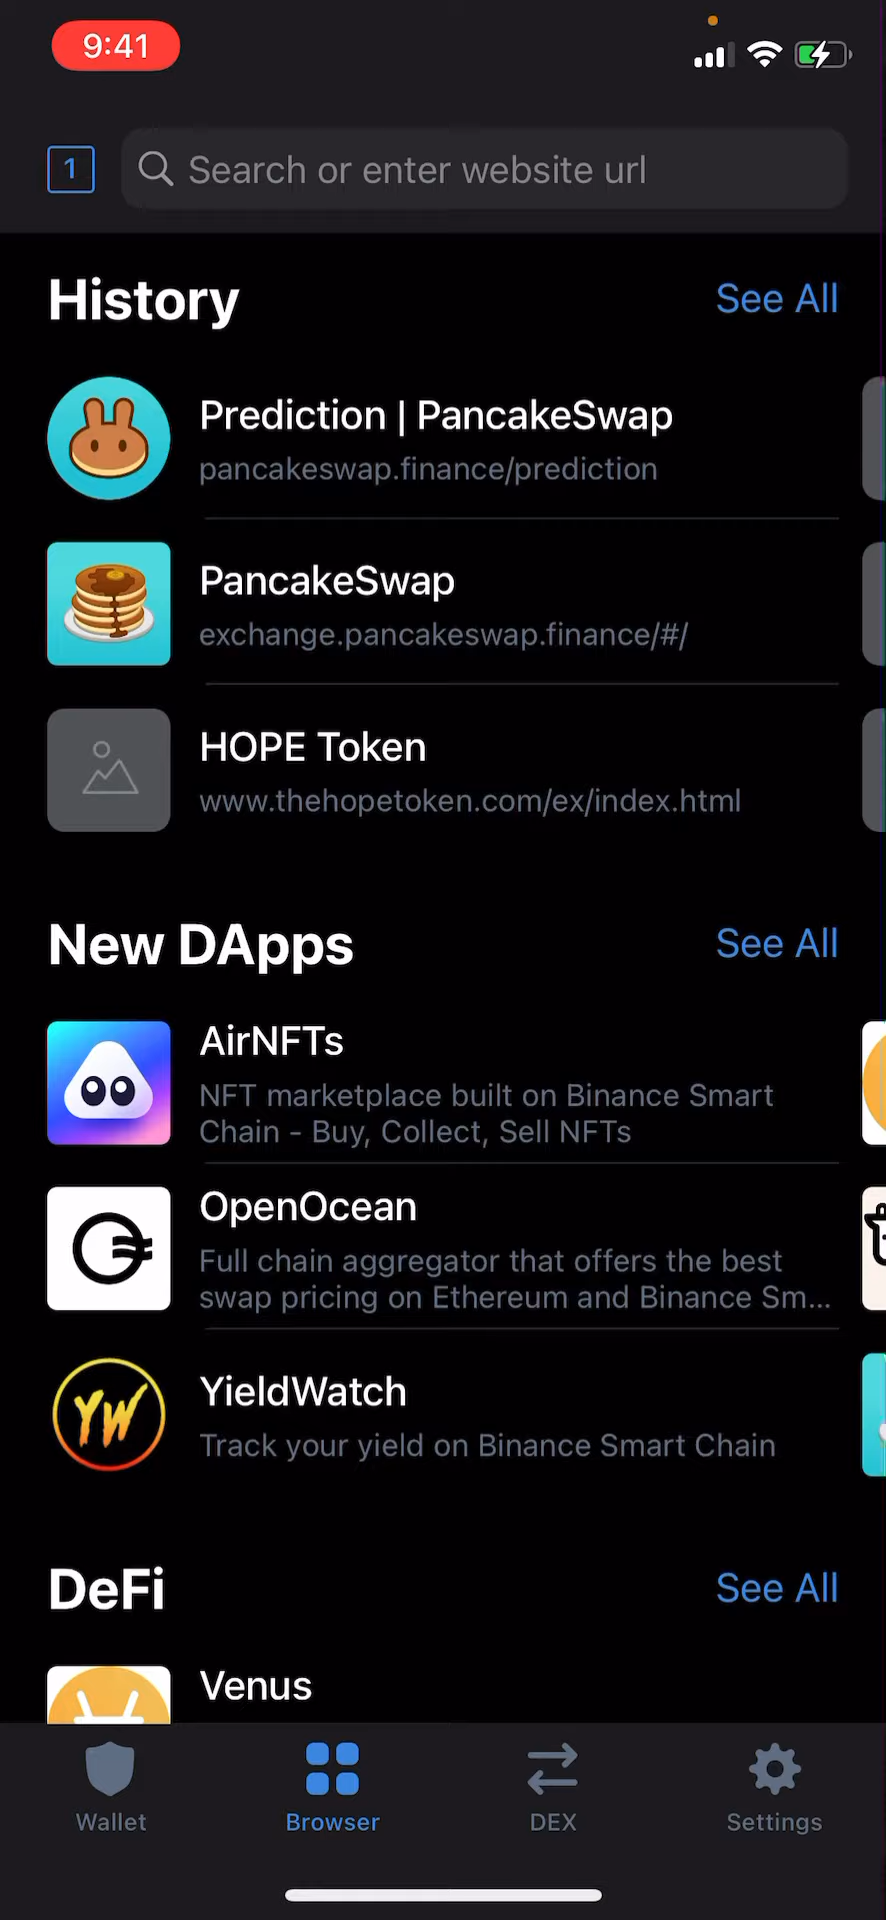 9:41
1
Search or enter website url
History
See All
Prediction | PancakeSwap
pancakeswap.finance/prediction
PancakeSwap
exchange.pancakeswap.finance/#/
HOPE Token
www.thehopetoken.com/ex/index.html
New DApps
See All
AirNFTs
NFT marketplace built on Binance Smart
Chain - Buy, Collect, Sell NFTs
OpenOcean
Full chain aggregator that offers the best
swap pricing on Ethereum and Binance Sm...
YW
YieldWatch
Track your yield on Binance Smart Chain
DeFi
See All
Venus
Wallet
Browser
DEX
Settings